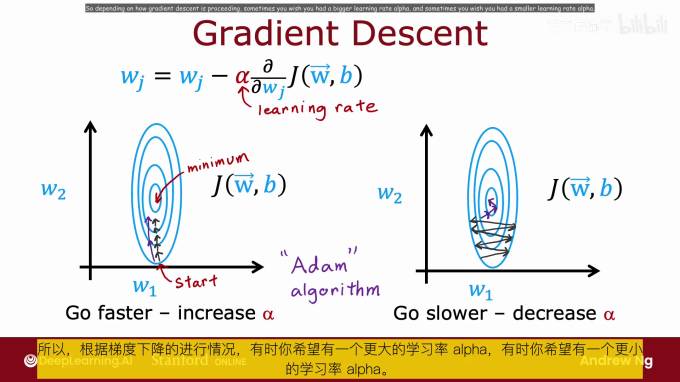 So depending on how gradient descent is proceeding, sometimes you wish you had a bigger learning rate alpha, and sometimes you wish you had a smaller learning rate alpha.
bilibili
Gradient Descent
w_j = w_j − α ∂/∂w_j J(w⃗, b)
learning rate
minimum
w₂
J(w⃗, b)
w₂
J(w⃗, b)
"Adam"
algorithm
start
w₁
w₁
Go faster – increase α
Go slower – decrease α
DeepLearning.AI
Stanford ONLINE
Andrew Ng
所以，根据梯度下降的进行情况，有时你希望有一个更大的学习率 alpha，有时你希望有一个更小
的学习率 alpha。